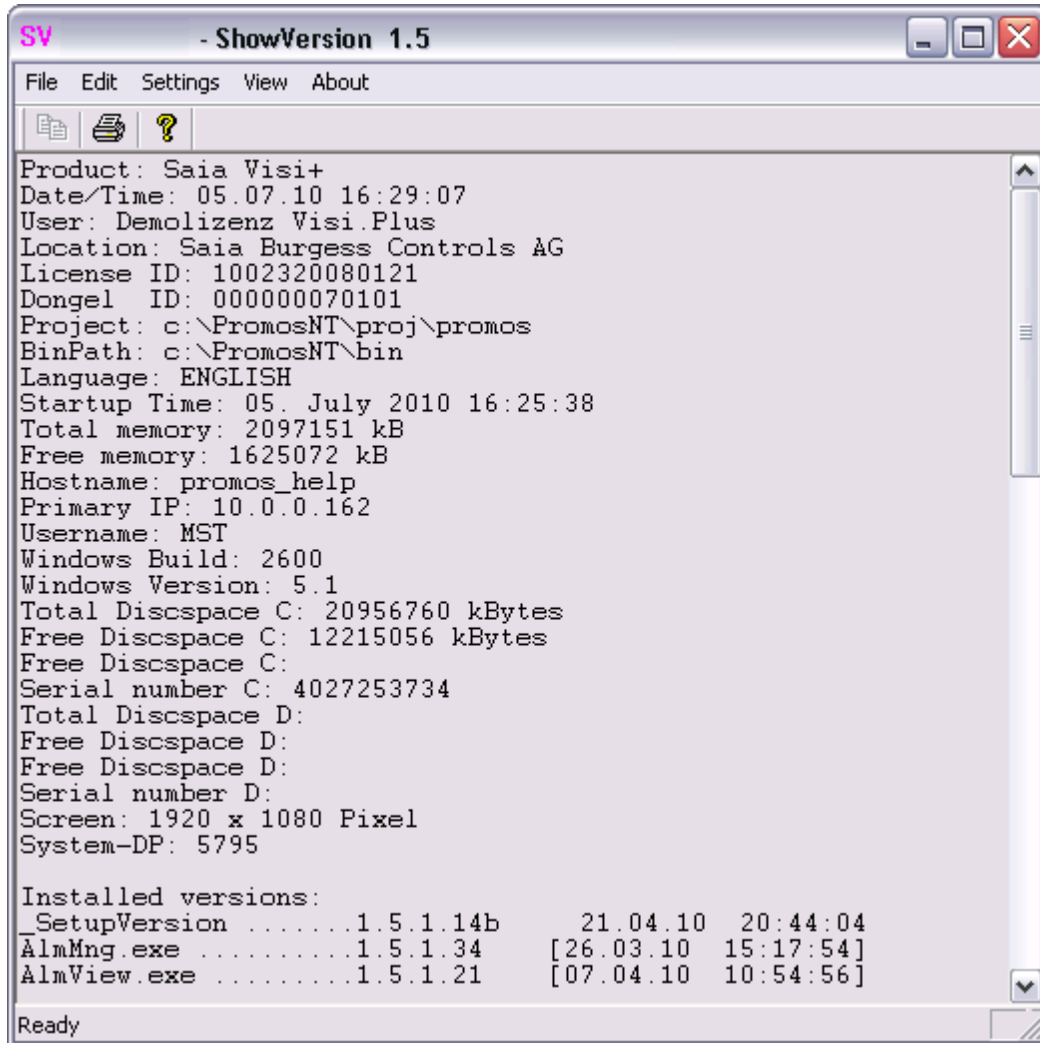 SV - ShowVersion 1.5
File Edit Settings View About
Product: Saia Visi+
Date/Time: 05.07.10 16:29:07
User: Demolizenz Visi.Plus
Location: Saia Burgess Controls AG
License ID: 1002320080121
Dongel  ID: 000000070101
Project: c:\PromosNT\proj\promos
BinPath: c:\PromosNT\bin
Language: ENGLISH
Startup Time: 05. July 2010 16:25:38
Total memory: 2097151 kB
Free memory: 1625072 kB
Hostname: promos_help
Primary IP: 10.0.0.162
Username: MST
Windows Build: 2600
Windows Version: 5.1
Total Discspace C: 20956760 kBytes
Free Discspace C: 12215056 kBytes
Free Discspace C:
Serial number C: 4027253734
Total Discspace D:
Free Discspace D:
Free Discspace D:
Serial number D:
Screen: 1920 x 1080 Pixel
System-DP: 5795
Installed versions:
_SetupVersion .......1.5.1.14b     21.04.10  20:44:04
AlmMng.exe ..........1.5.1.34    [26.03.10  15:17:54]
AlmView.exe .........1.5.1.21    [07.04.10  10:54:56]
Ready